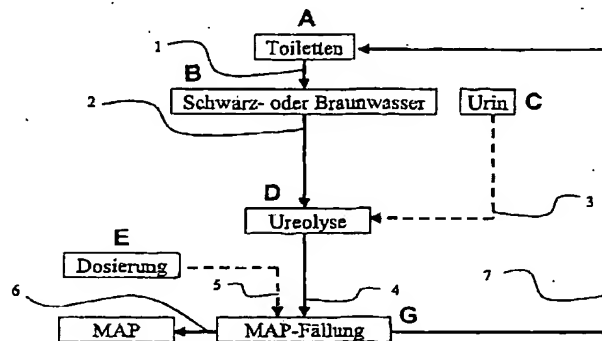 A
1
Toiletten
B
2
Schwarz- oder Braunwasser
Urin C
D
Ureolyse
3
E
Dosierung
6
5
4
7
MAP
MAP-Fällung
G